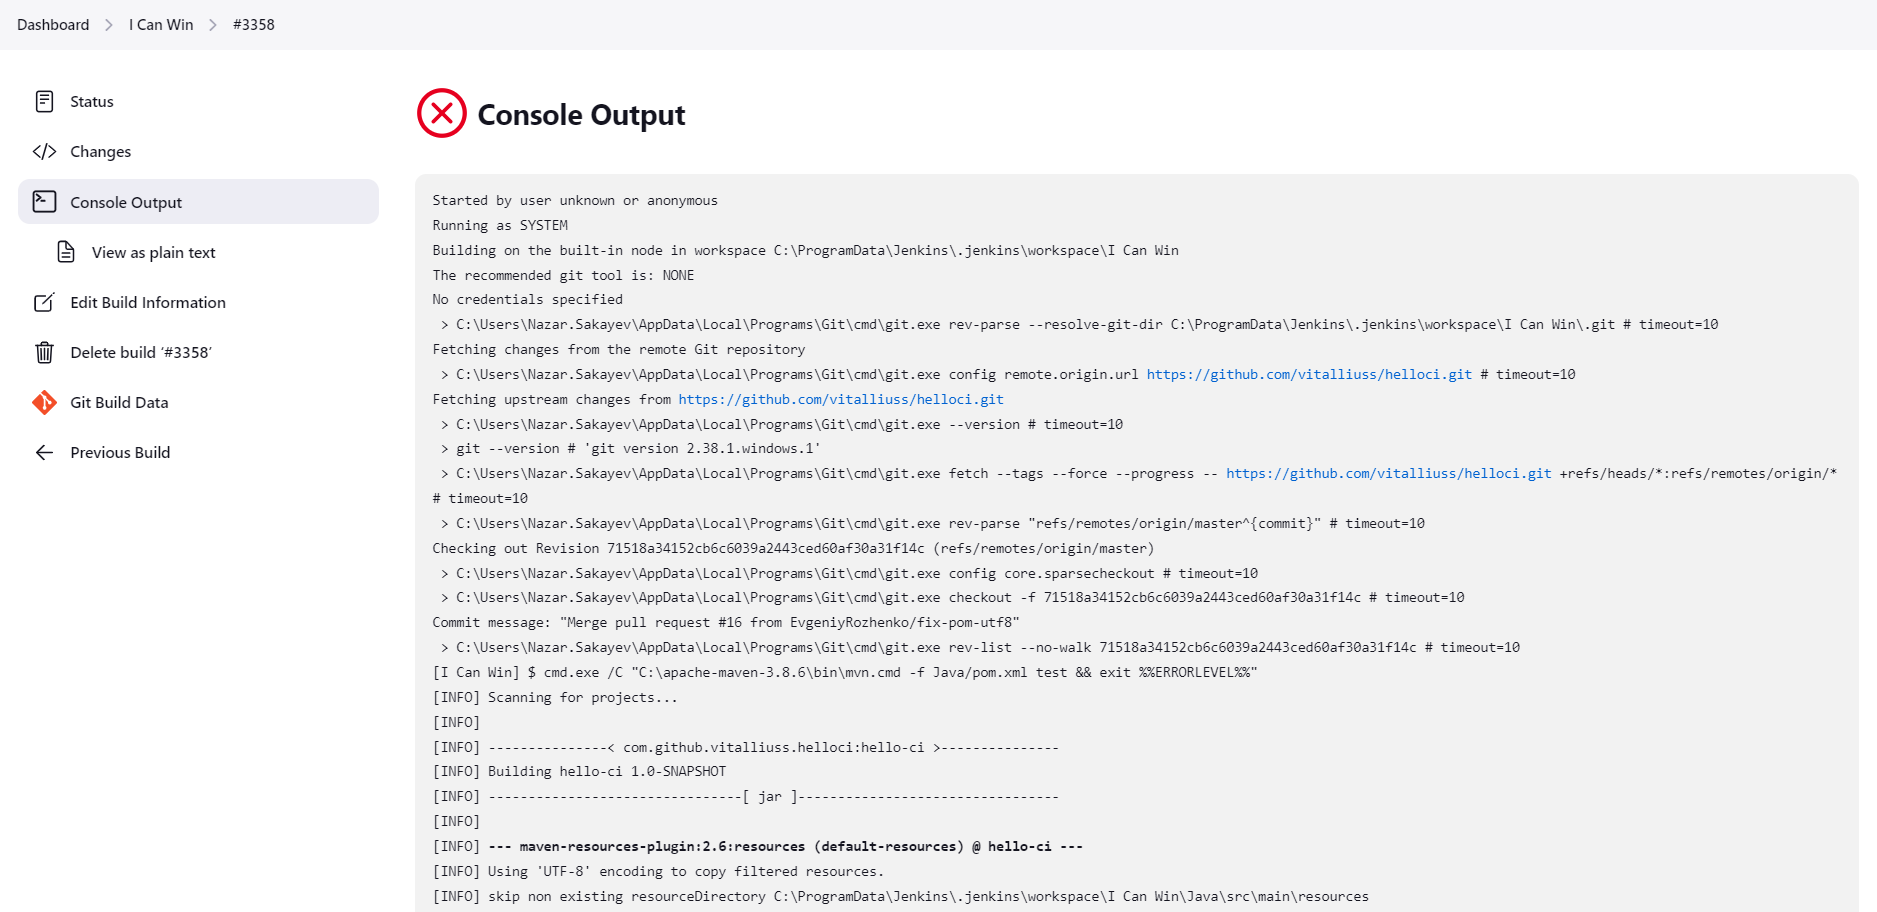 Dashboard > I Can Win > #3358
Status
Changes
Console Output
View as plain text
Edit Build Information
Delete build ‘#3358’
Git Build Data
Previous Build
Console Output
Started by user unknown or anonymous
Running as SYSTEM
Building on the built-in node in workspace C:\ProgramData\Jenkins\.jenkins\workspace\I Can Win
The recommended git tool is: NONE
No credentials specified
 > C:\Users\Nazar.Sakayev\AppData\Local\Programs\Git\cmd\git.exe rev-parse --resolve-git-dir C:\ProgramData\Jenkins\.jenkins\workspace\I Can Win\.git # timeout=10
Fetching changes from the remote Git repository
 > C:\Users\Nazar.Sakayev\AppData\Local\Programs\Git\cmd\git.exe config remote.origin.url https://github.com/vitalliuss/helloci.git # timeout=10
Fetching upstream changes from https://github.com/vitalliuss/helloci.git
 > C:\Users\Nazar.Sakayev\AppData\Local\Programs\Git\cmd\git.exe --version # timeout=10
 > git --version # 'git version 2.38.1.windows.1'
 > C:\Users\Nazar.Sakayev\AppData\Local\Programs\Git\cmd\git.exe fetch --tags --force --progress -- https://github.com/vitalliuss/helloci.git +refs/heads/*:refs/remotes/origin/*
# timeout=10
 > C:\Users\Nazar.Sakayev\AppData\Local\Programs\Git\cmd\git.exe rev-parse "refs/remotes/origin/master^{commit}" # timeout=10
Checking out Revision 71518a34152cb6c6039a2443ced60af30a31f14c (refs/remotes/origin/master)
 > C:\Users\Nazar.Sakayev\AppData\Local\Programs\Git\cmd\git.exe config core.sparsecheckout # timeout=10
 > C:\Users\Nazar.Sakayev\AppData\Local\Programs\Git\cmd\git.exe checkout -f 71518a34152cb6c6039a2443ced60af30a31f14c # timeout=10
Commit message: "Merge pull request #16 from EvgeniyRozhenko/fix-pom-utf8"
 > C:\Users\Nazar.Sakayev\AppData\Local\Programs\Git\cmd\git.exe rev-list --no-walk 71518a34152cb6c6039a2443ced60af30a31f14c # timeout=10
[I Can Win] $ cmd.exe /C "C:\apache-maven-3.8.6\bin\mvn.cmd -f Java/pom.xml test && exit %%ERRORLEVEL%%"
[INFO] Scanning for projects...
[INFO]
[INFO] ---------------< com.github.vitalliuss.helloci:hello-ci >---------------
[INFO] Building hello-ci 1.0-SNAPSHOT
[INFO] --------------------------------[ jar ]---------------------------------
[INFO]
[INFO] --- maven-resources-plugin:2.6:resources (default-resources) @ hello-ci ---
[INFO] Using 'UTF-8' encoding to copy filtered resources.
[INFO] skip non existing resourceDirectory C:\ProgramData\Jenkins\.jenkins\workspace\I Can Win\Java\src\main\resources